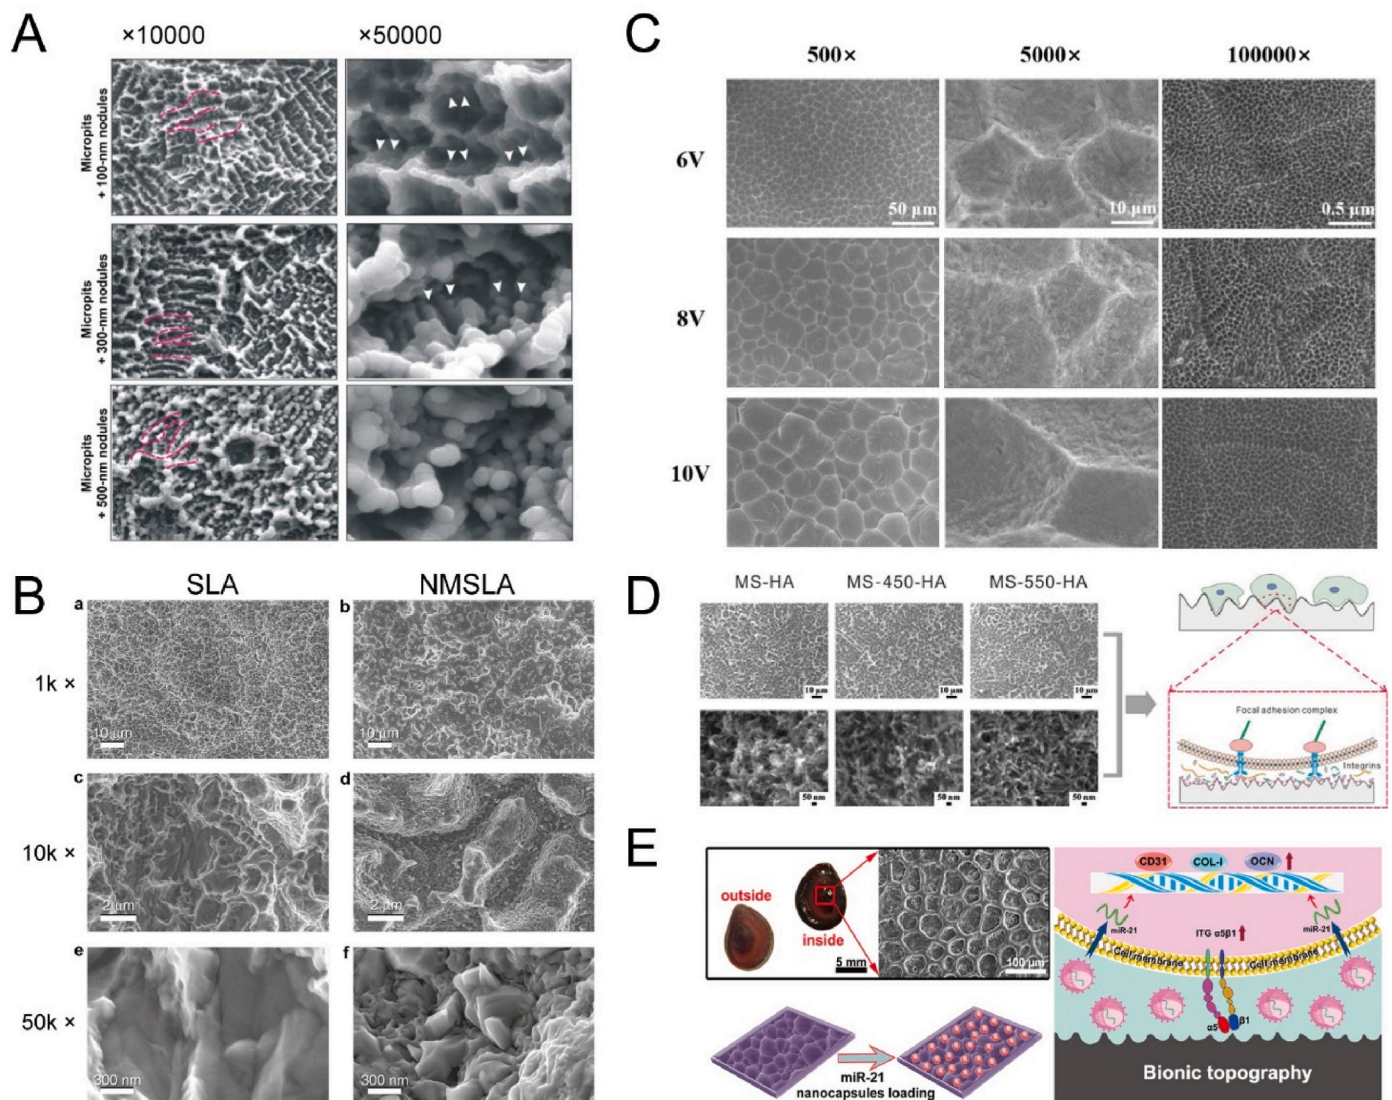 A
×10000
×50000
Micropits
+ 100-nm nodules
Micropits
+ 300-nm nodules
Micropits
+ 500-nm nodules
B
SLA
NMSLA
1k ×
a
10 μm
b
10 μm
10k ×
c
2 μm
d
2 μm
50k ×
e
300 nm
f
300 nm
C
500×
5000×
100000×
6V
50 μm
10 μm
0.5 μm
8V
10V
D
MS-HA
MS-450-HA
MS-550-HA
10 μm
10 μm
10 μm
50 nm
50 nm
50 nm
Focal adhesion complex
Integrins
E
outside
inside
5 mm
100 μm
miR-21
nanocapsules loading
CD31
COL-I
OCN
miR-21
ITG α5β1
miR-21
Cell membrane
Cell membrane
α5
β1
Bionic topography